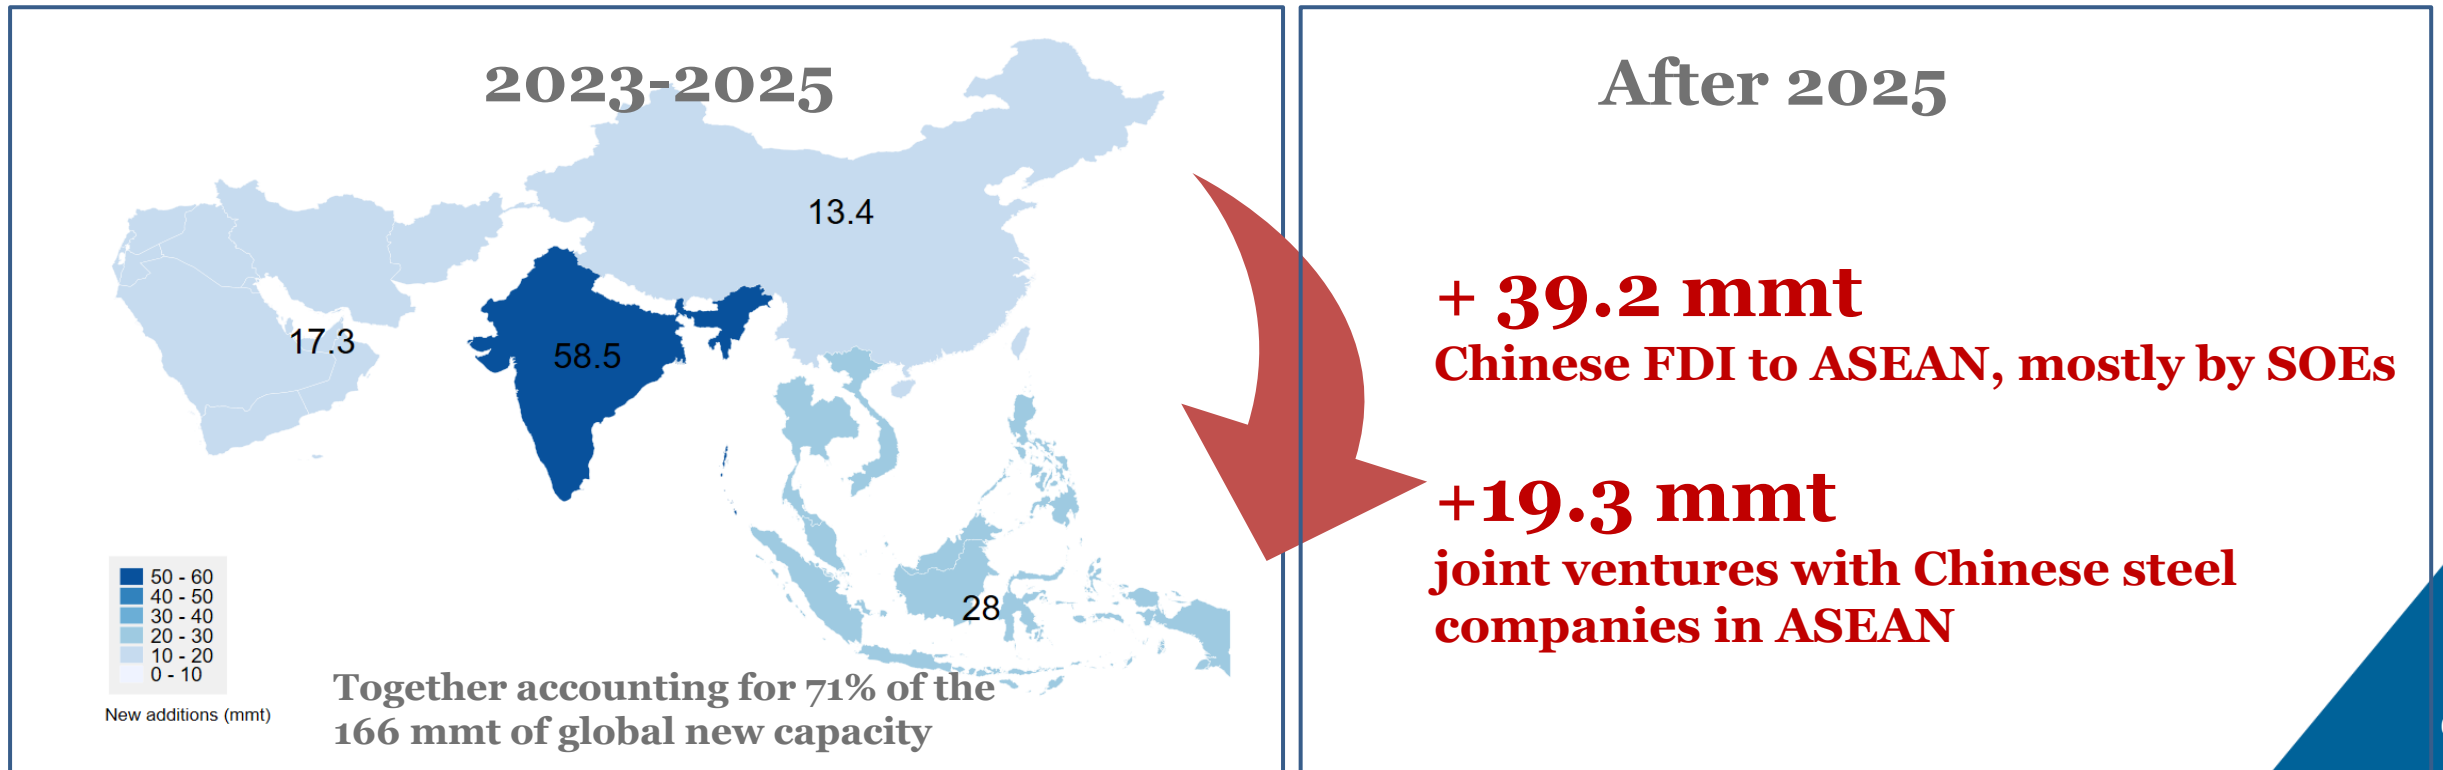 2023-2025
13.4
17.3
58.5
28
50 - 60
40 - 50
30 - 40
20 - 30
10 - 20
0 - 10
New additions (mmt)
Together accounting for 71% of the
166 mmt of global new capacity
After 2025
+ 39.2 mmt
Chinese FDI to ASEAN, mostly by SOEs
+19.3 mmt
joint ventures with Chinese steel
companies in ASEAN